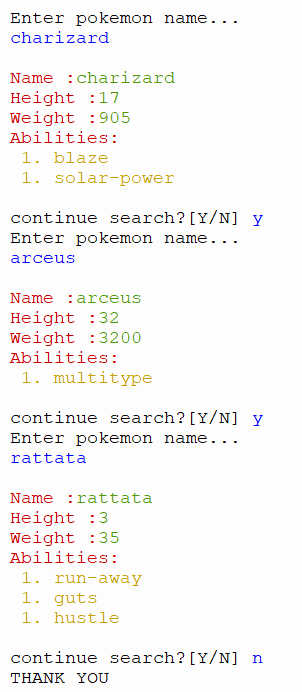 Enter pokemon name...
charizard
Name :charizard
Height :17
Weight :905
Abilities:
1. blaze
1. solar-power
continue search?[Y/N] y
Enter pokemon name...
arceus
Name :arceus
Height :32
Weight :3200
Abilities:
1. multitype
continue search?[Y/N] y
Enter pokemon name...
rattata
Name :rattata
Height :3
Weight :35
Abilities:
1. run-away
1. guts
1. hustle
continue search?[Y/N] n
THANK YOU